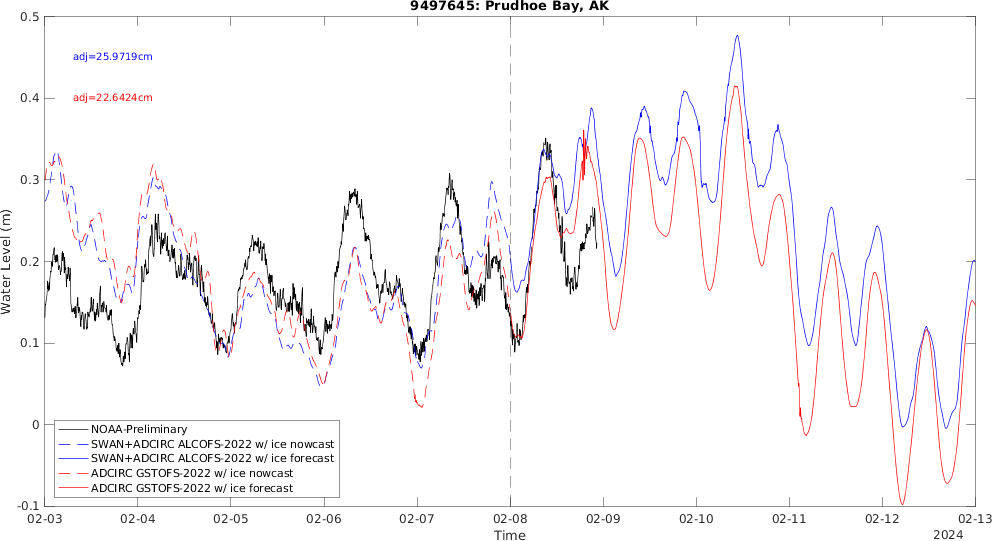 9497645: Prudhoe Bay, AK
0.5
adj=25.9719cm
0.4
adj=22.6424cm
0.3
Water Level (m)
0.2
0.1
0
-0.1
NOAA-Preliminary
SWAN+ADCIRC ALCOFS-2022 w/ ice nowcast
SWAN+ADCIRC ALCOFS-2022 w/ ice forecast
ADCIRC GSTOFS-2022 w/ ice nowcast
ADCIRC GSTOFS-2022 w/ ice forecast
02-03 02-04 02-05 02-06 02-07 02-08 02-09 02-10 02-11 02-12 02-13
Time
2024